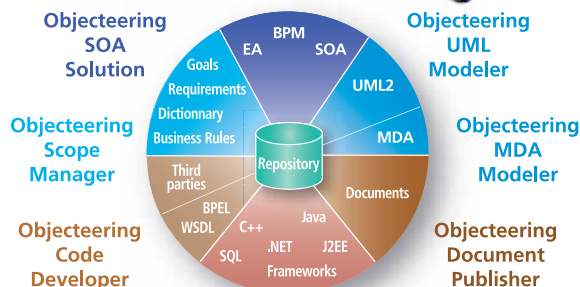 Objecteering
SOA
Solution
Objecteering
Scope
Manager
Objecteering
Code
Developer
BPM
EA
SOA
Goals
Requirements
Dictionnary
Business Rules
UML2
MDA
Repository
Third
parties
BPEL
WSDL
Documents
C++
Java
SQL
.NET
J2EE
Frameworks
Objecteering
UML
Modeler
Objecteering
MDA
Modeler
Objecteering
Document
Publisher